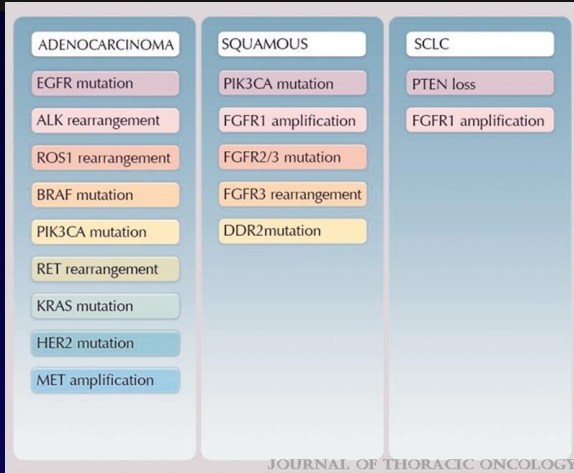 ADENOCARCINOMA
EGFR mutation
ALK rearrangement
ROS1 rearrangement
BRAF mutation
PIK3CA mutation
RET rearrangement
KRAS mutation
HER2 mutation
MET amplification
SQUAMOUS
PIK3CA mutation
FGFR1 amplification
FGFR2/3 mutation
FGFR3 rearrangement
DDR2mutation
SCLC
PTEN loss
FGFR1 amplification
JOURNAL OF THORACIC ONCOLOGY